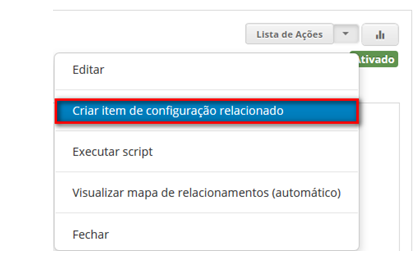 Lista de Ações
Ativado
Editar
Criar item de configuração relacionado
Executar script
Visualizar mapa de relacionamentos (automático)
Fechar